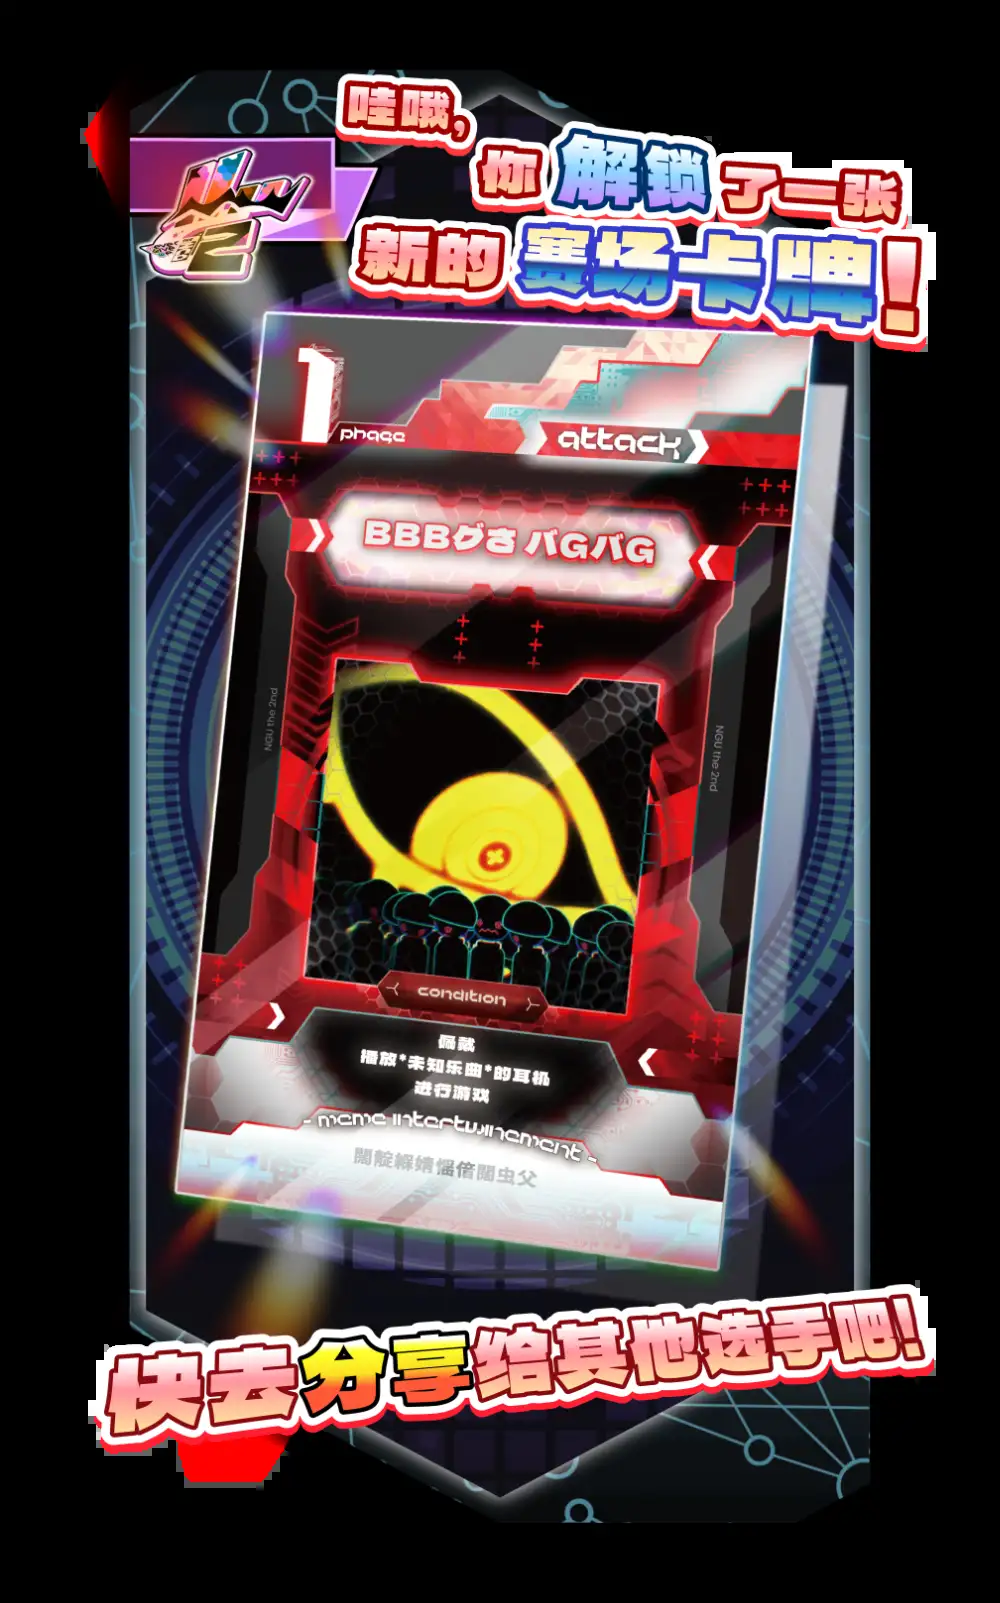 哇哦,
你解锁了一张
新的赛场卡牌!
1
phase
attack
BBBグさ バGバG
NGU the 2nd
NGU the 2nd
condition
佩戴
播放*未知乐曲*的耳机
进行游戏
- meme intertwinement -
快去分享给其他选手吧!